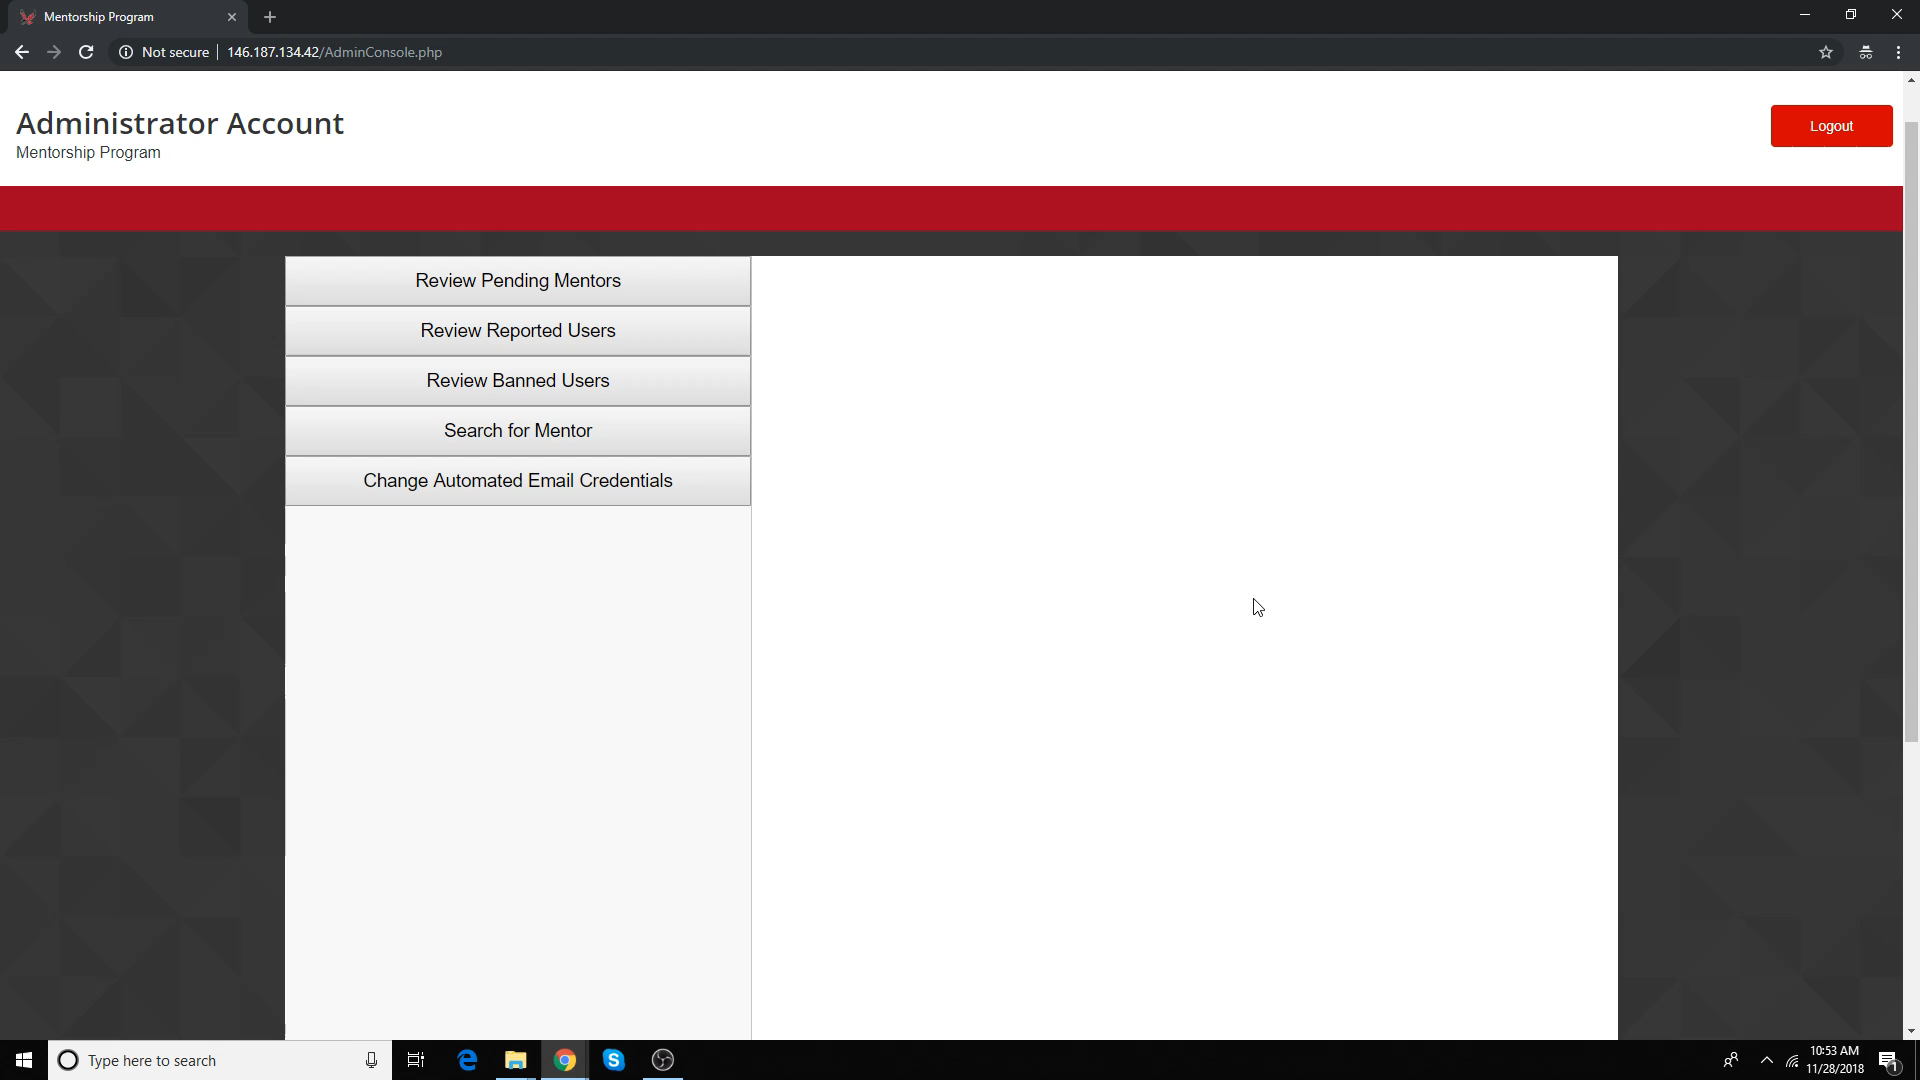 Mentorship Program
Not secure | 146.187.134.42/AdminConsole.php
Administrator Account
Mentorship Program
Logout
Review Pending Mentors
Review Reported Users
Review Banned Users
Search for Mentor
Change Automated Email Credentials
Type here to search
10:53 AM
11/28/2018
1